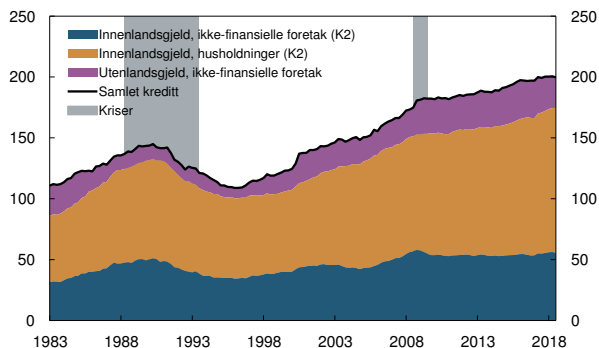 250 250
Innenlandsgjeld, ikke-finansielle foretak (K2)
Innenlandsgjeld, husholdninger (K2)
200 200
Utenlandsgjeld, ikke-finansielle foretak
Samlet kreditt
Kriser
150 150
100 100
50 50
0 0
1983 1988 1993 1998 2003 2008 2013 2018